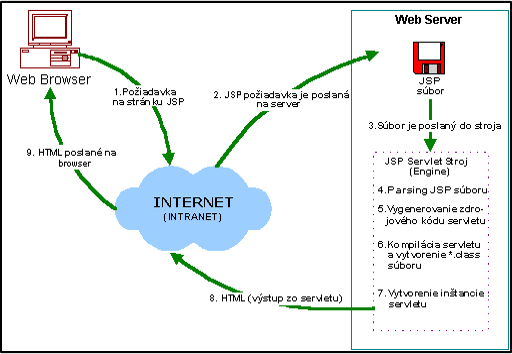 Web Server
Web Browser
JSP
súbor
1.Požiadavka
na stránku JSP
2. JSP požiadavka je poslaná
na server
3.Súbor je poslaný do stroja
9. HTML poslané na
browser
JSP Servlet Stroj
(Engine)
4.Parsing JSP súboru
5.Vygenerovanie zdro-
jového kódu servletu
6.Kompilácia servletu
a vytvorenie *.class
súboru
7.Vytvorenie inštancie
servletu
INTERNET
(INTRANET)
8. HTML (výstup zo servletu)